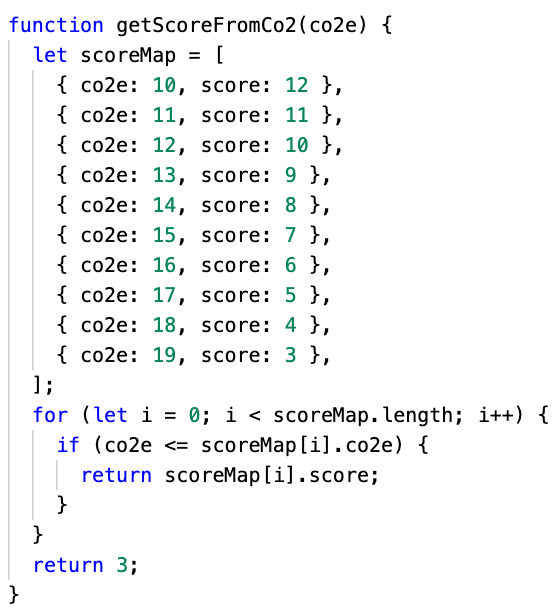 function getScoreFromCo2(co2e) {
  let scoreMap = [
    { co2e: 10, score: 12 },
    { co2e: 11, score: 11 },
    { co2e: 12, score: 10 },
    { co2e: 13, score: 9 },
    { co2e: 14, score: 8 },
    { co2e: 15, score: 7 },
    { co2e: 16, score: 6 },
    { co2e: 17, score: 5 },
    { co2e: 18, score: 4 },
    { co2e: 19, score: 3 },
  ];
  for (let i = 0; i < scoreMap.length; i++) {
    if (co2e <= scoreMap[i].co2e) {
      return scoreMap[i].score;
    }
  }
  return 3;
}